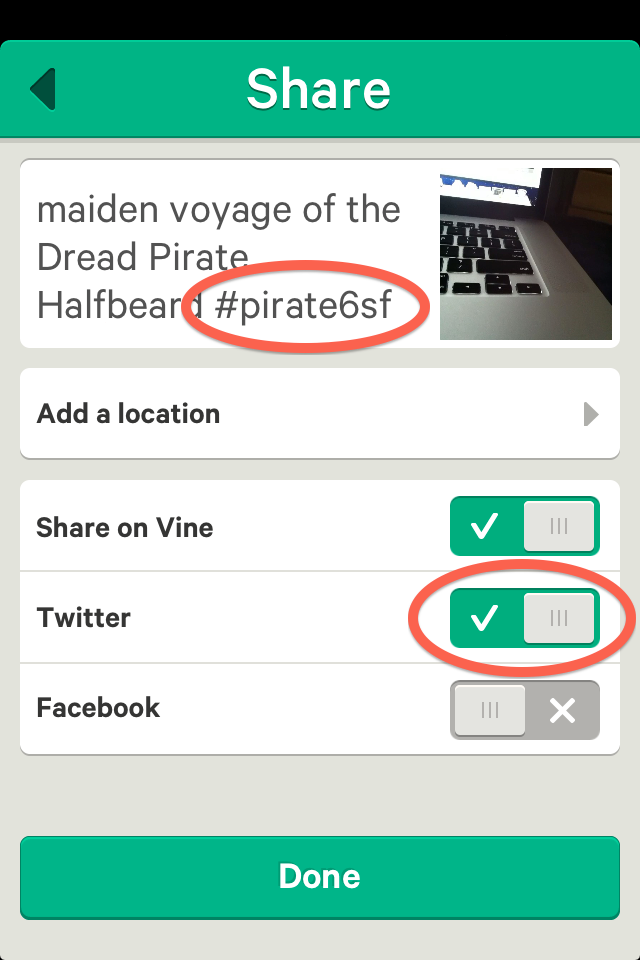 Share
maiden voyage of the
Dread Pirate
Halfbeard #pirate6sf
Add a location
Share on Vine
Twitter
Facebook
Done